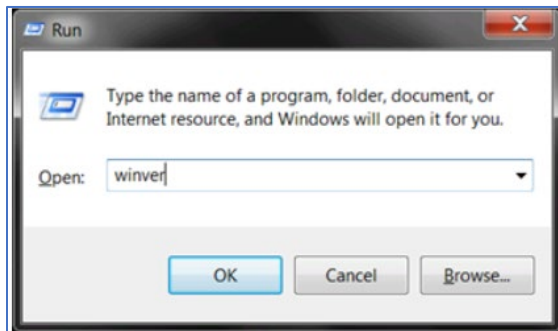 Run
Type the name of a program, folder, document, or
Internet resource, and Windows will open it for you.
Open: winver
OK Cancel Browse...